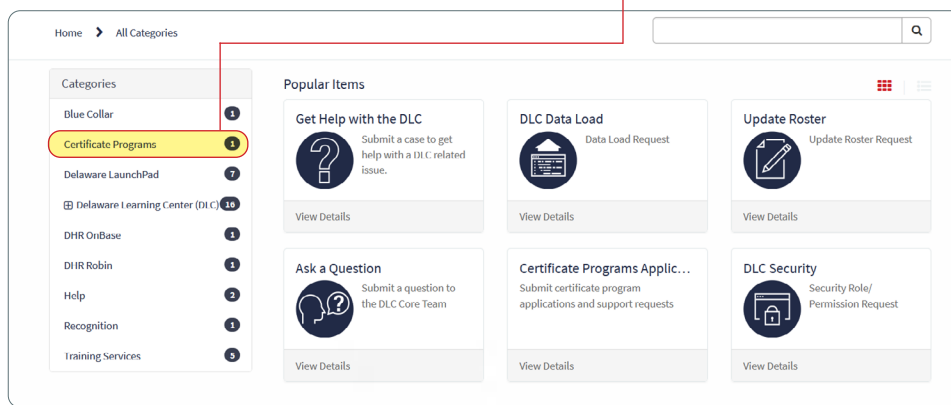 Home > All Categories
Categories
Blue Collar 1
Certificate Programs 1
Delaware LaunchPad 7
Delaware Learning Center (DLC) 16
DHR OnBase 1
DHR Robin 1
Help 2
Recognition 1
Training Services 5
Popular Items
Get Help with the DLC
Submit a case to get
help with a DLC related
issue.
View Details
DLC Data Load
Data Load Request
View Details
Update Roster
Update Roster Request
View Details
Ask a Question
Submit a question to
the DLC Core Team
View Details
Certificate Programs Applic...
Submit certificate program
applications and support requests
View Details
DLC Security
Security Role/
Permission Request
View Details